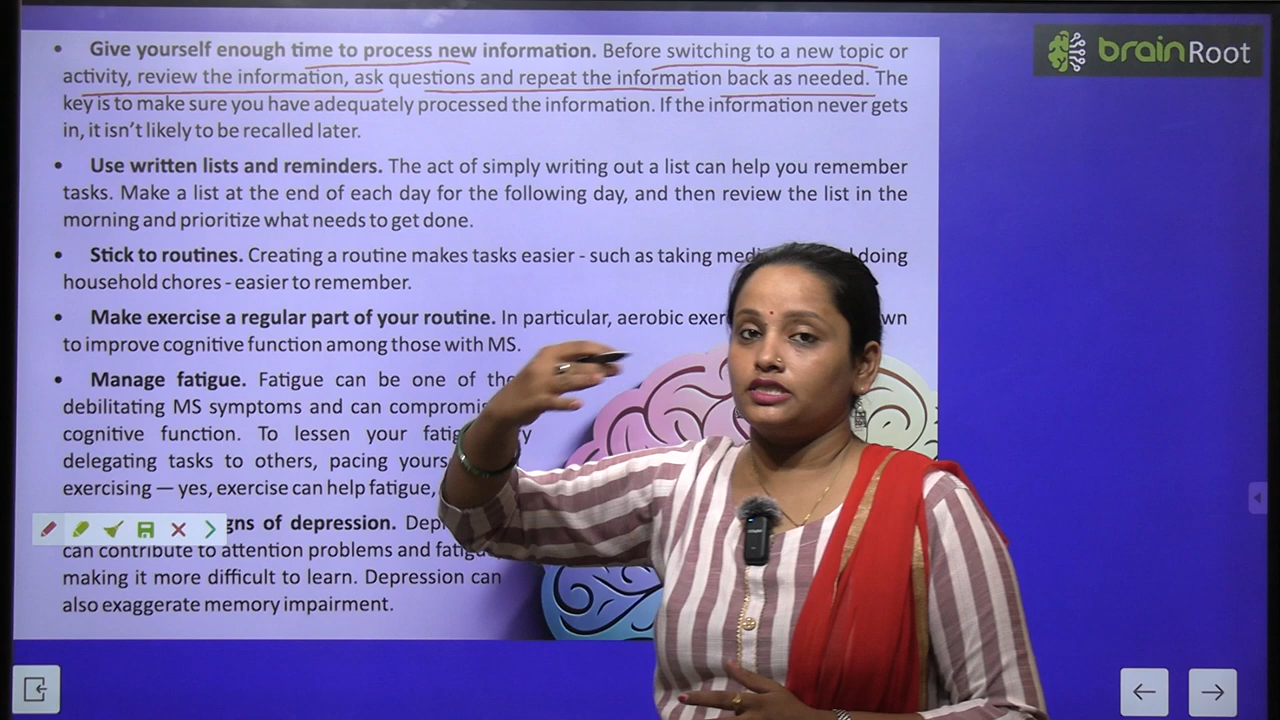 • Give yourself enough time to process new information. Before switching to a new topic or
activity, review the information, ask questions and repeat the information back as needed. The
key is to make sure you have adequately processed the information. If the information never gets
in, it isn't likely to be recalled later.
• Use written lists and reminders. The act of simply writing out a list can help you remember
tasks. Make a list at the end of each day for the following day, and then review the list in the
morning and prioritize what needs to get done.
• Stick to routines. Creating a routine makes tasks easier - such as taking doing
household chores - easier to remember.
• Make exercise a regular part of your routine. In particular, aerobic
to improve cognitive function among those with MS.
• Manage fatigue. Fatigue can be one of the
debilitating MS symptoms and can
cognitive function. To lessen your
delegating tasks to others, pacing
exercising — yes, exercise can help fatigue,
of depression.
can contribute to attention problems and
making it more difficult to learn. Depression can
also exaggerate memory impairment.
brainRoot